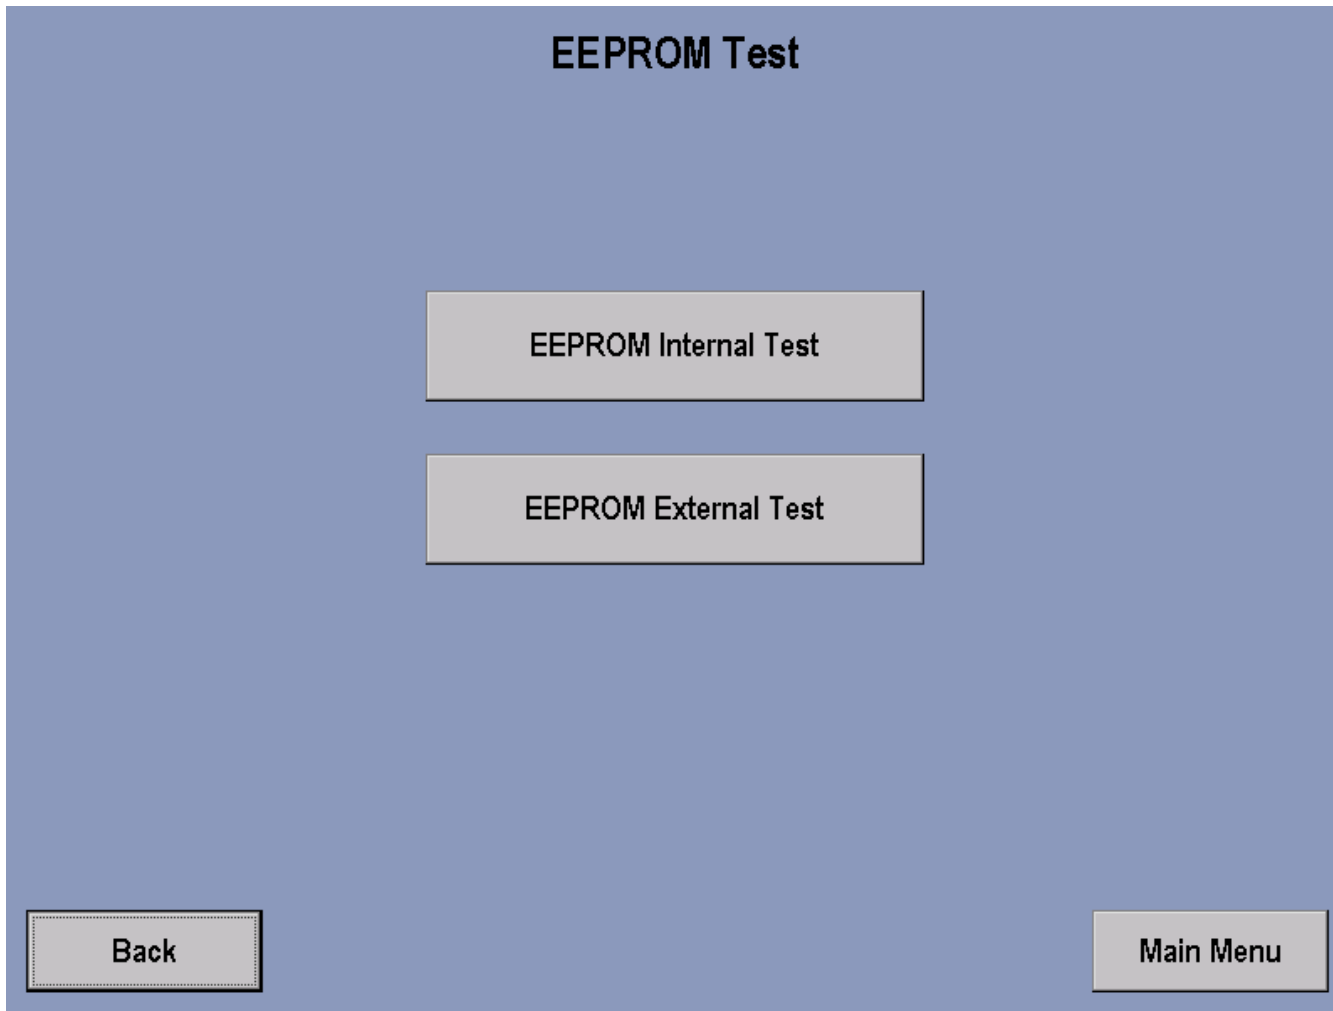 EEPROM Test
EEPROM Internal Test
EEPROM External Test
Back
Main Menu